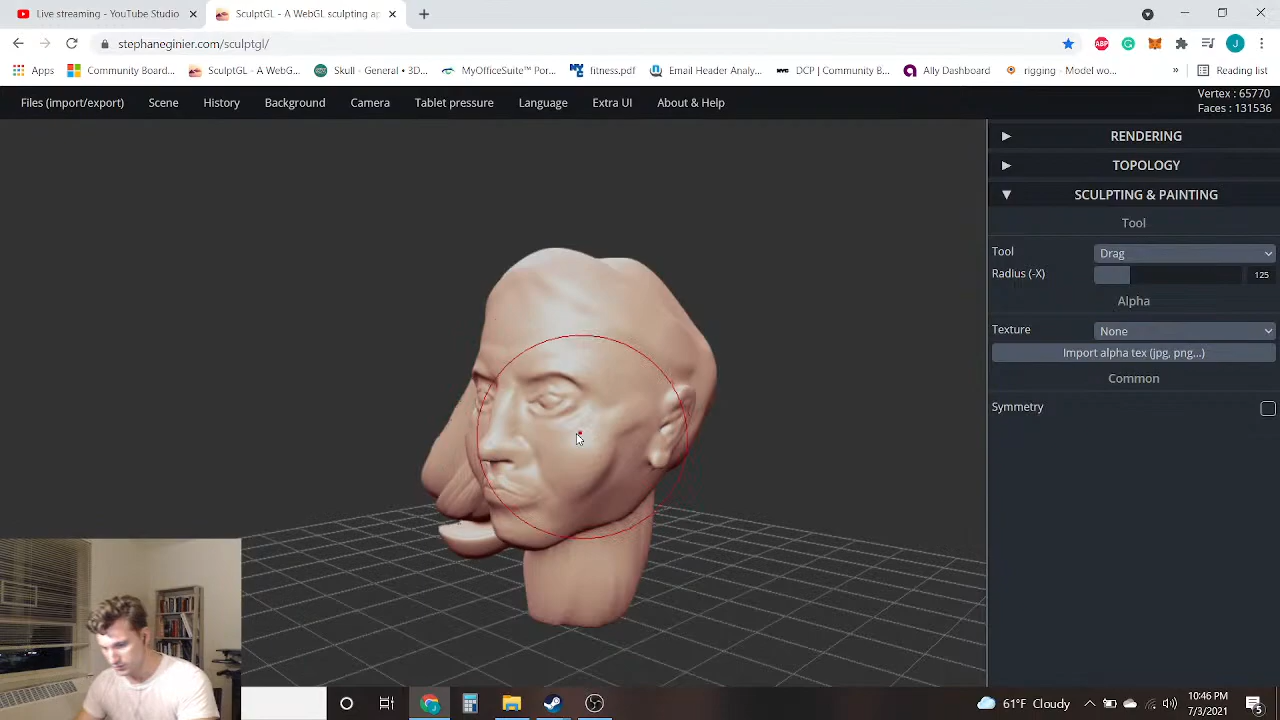 Live streaming - YouTube Studio
SculptGL - A WebGL sculpting ap
stephaneginier.com/sculptgl/
ABP
J
Apps
Community Board...
SculptGL - A WebG...
Skull - General • 3D...
MyOfficeSuite™ Por...
fitness.pdf
Email Header Analy...
DCP | Community B...
Ally Dashboard
rigging - Model wo...
»
Reading list
Files (import/export)
Scene
History
Background
Camera
Tablet pressure
Language
Extra UI
About & Help
Vertex : 65770
Faces : 131536
RENDERING
TOPOLOGY
SCULPTING & PAINTING
Tool
Tool
Drag
Radius (-X)
125
Alpha
Texture
None
Import alpha tex (jpg, png...)
Common
Symmetry
61°F Cloudy
10:46 PM
7/3/2021